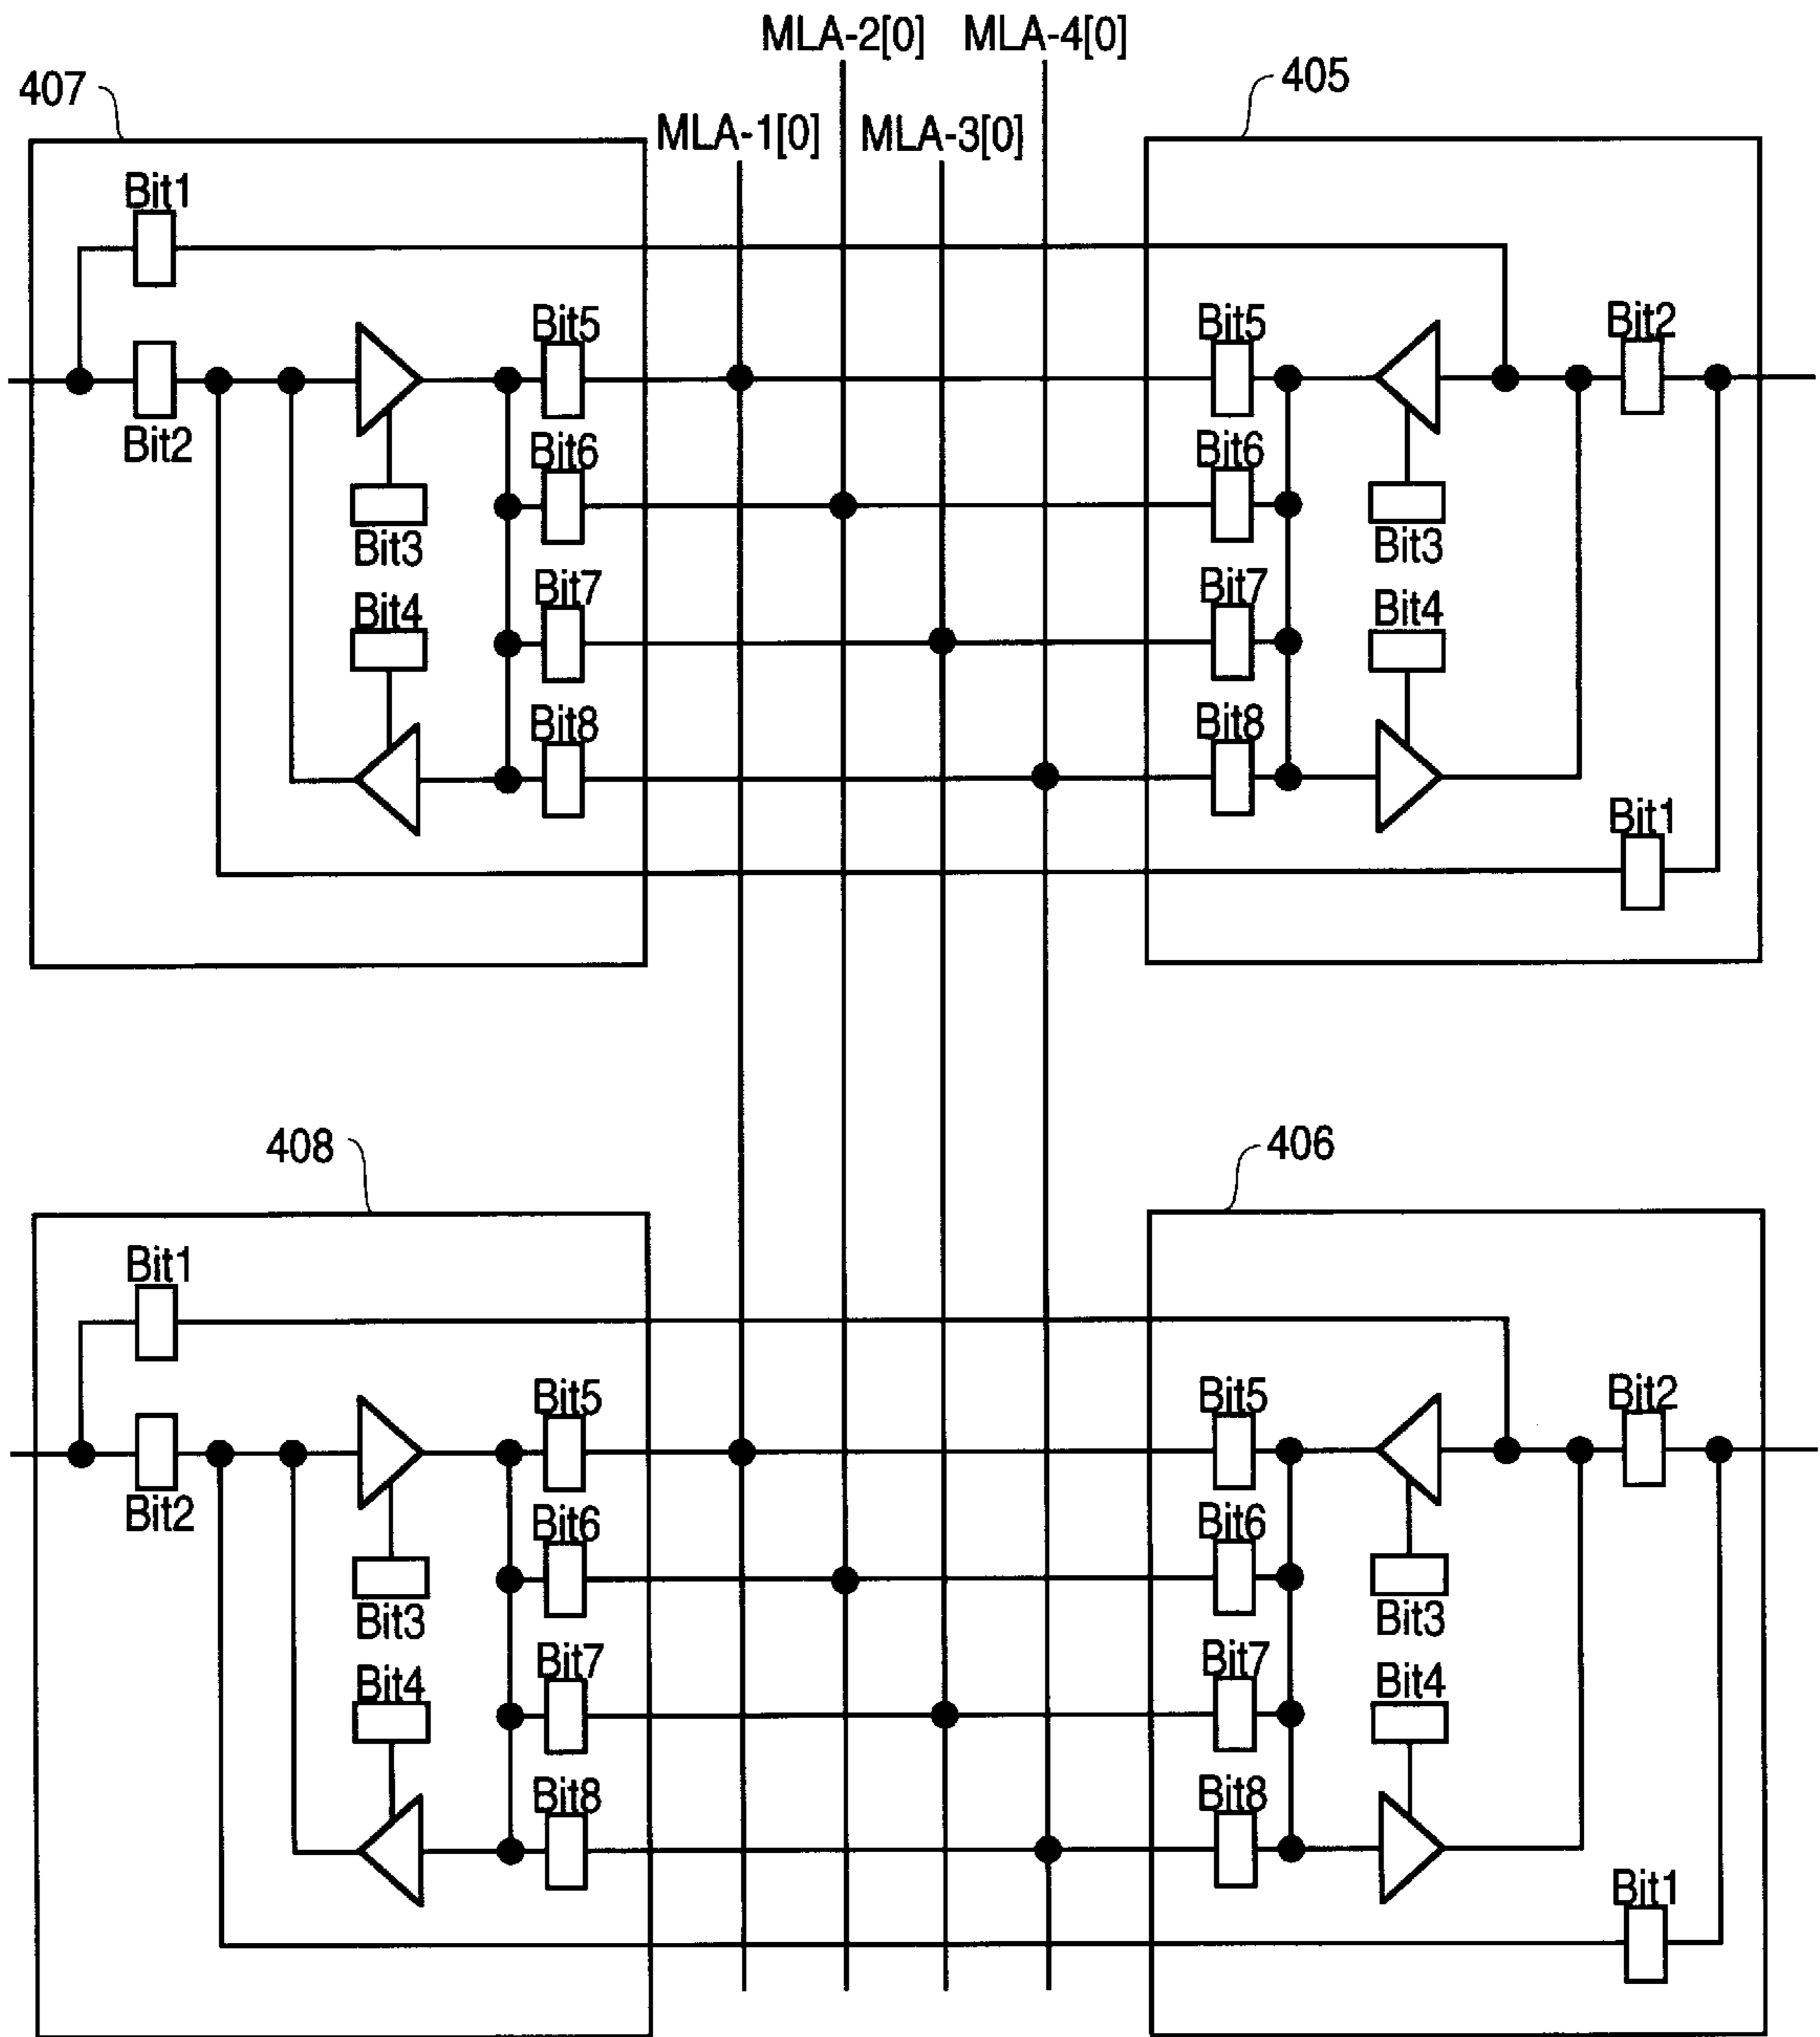 MLA-2[0] MLA-4[0]
407
405
MLA-1[0] MLA-3[0]
Bit1
Bit5
Bit5
Bit2
Bit2
Bit6
Bit6
Bit3
Bit3
Bit7
Bit7
Bit4
Bit4
Bit8
Bit8
Bit1
408
406
Bit1
Bit5
Bit5
Bit2
Bit2
Bit6
Bit6
Bit3
Bit3
Bit7
Bit7
Bit4
Bit4
Bit8
Bit8
Bit1